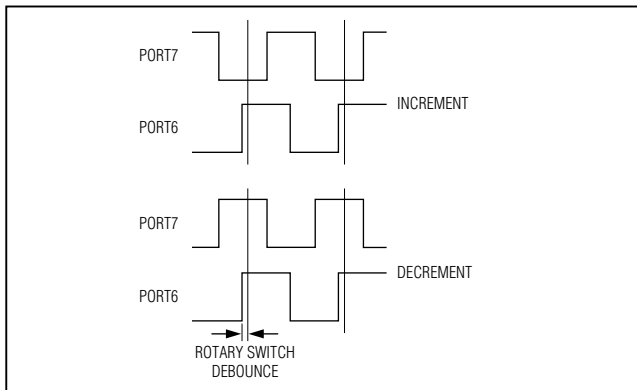 PORT7
PORT6
INCREMENT
PORT7
PORT6
DECREMENT
ROTARY SWITCH
DEBOUNCE